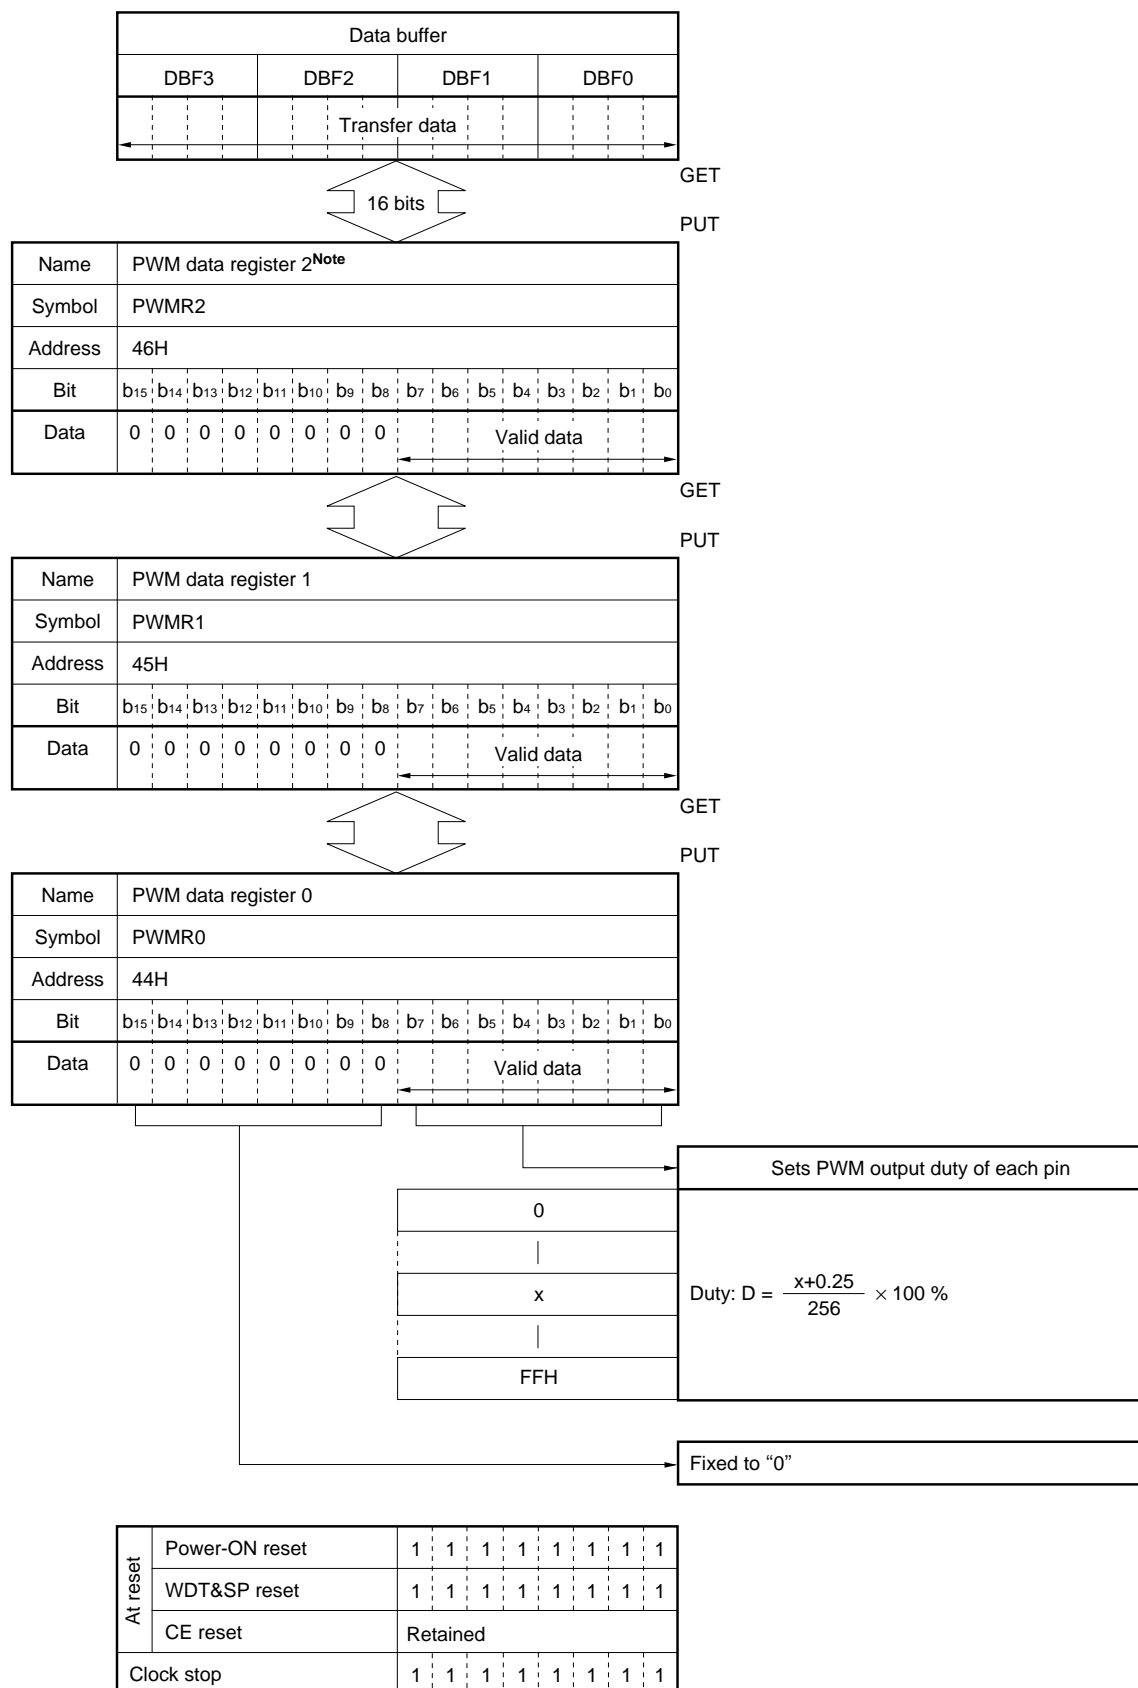 Data buffer
DBF3 DBF2 DBF1 DBF0
Transfer data
GET
16 bits
PUT
Name PWM data register 2Note
Symbol PWMR2
Address 46H
Bit b15 b14 b13 b12 b11 b10 b9 b8 b7 b6 b5 b4 b3 b2 b1 b0
Data 0 0 0 0 0 0 0 0 Valid data
GET
PUT
Name PWM data register 1
Symbol PWMR1
Address 45H
Bit b15 b14 b13 b12 b11 b10 b9 b8 b7 b6 b5 b4 b3 b2 b1 b0
Data 0 0 0 0 0 0 0 0 Valid data
GET
PUT
Name PWM data register 0
Symbol PWMR0
Address 44H
Bit b15 b14 b13 b12 b11 b10 b9 b8 b7 b6 b5 b4 b3 b2 b1 b0
Data 0 0 0 0 0 0 0 0 Valid data
Sets PWM output duty of each pin
0
x
FFH
Duty: D = x+0.25 / 256 × 100 %
Fixed to “0”
At reset
Power-ON reset 1 1 1 1 1 1 1 1
WDT&SP reset 1 1 1 1 1 1 1 1
CE reset Retained
Clock stop 1 1 1 1 1 1 1 1